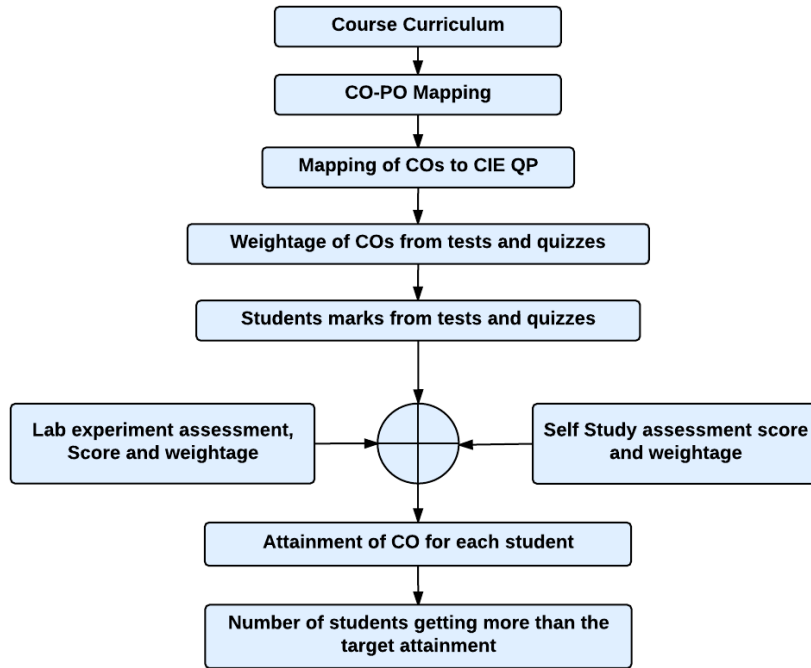 Course Curriculum
CO-PO Mapping
Mapping of COs to CIE QP
Weightage of COs from tests and quizzes
Students marks from tests and quizzes
Lab experiment assessment,
Score and weightage
Self Study assessment score
and weightage
Attainment of CO for each student
Number of students getting more than the
target attainment